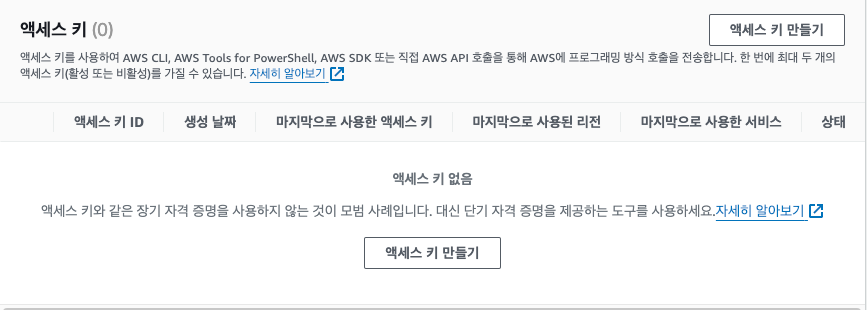 액세스 키 (0)
액세스 키 만들기
액세스 키를 사용하여 AWS CLI, AWS Tools for PowerShell, AWS SDK 또는 직접 AWS API 호출을 통해 AWS에 프로그래밍 방식 호출을 전송합니다. 한 번에 최대 두 개의
액세스 키(활성 또는 비활성)를 가질 수 있습니다. 자세히 알아보기
액세스 키 ID 생성 날짜 마지막으로 사용한 액세스 키 마지막으로 사용된 리전 마지막으로 사용한 서비스 상태
액세스 키 없음
액세스 키와 같은 장기 자격 증명을 사용하지 않는 것이 모범 사례입니다. 대신 단기 자격 증명을 제공하는 도구를 사용하세요.자세히 알아보기
액세스 키 만들기